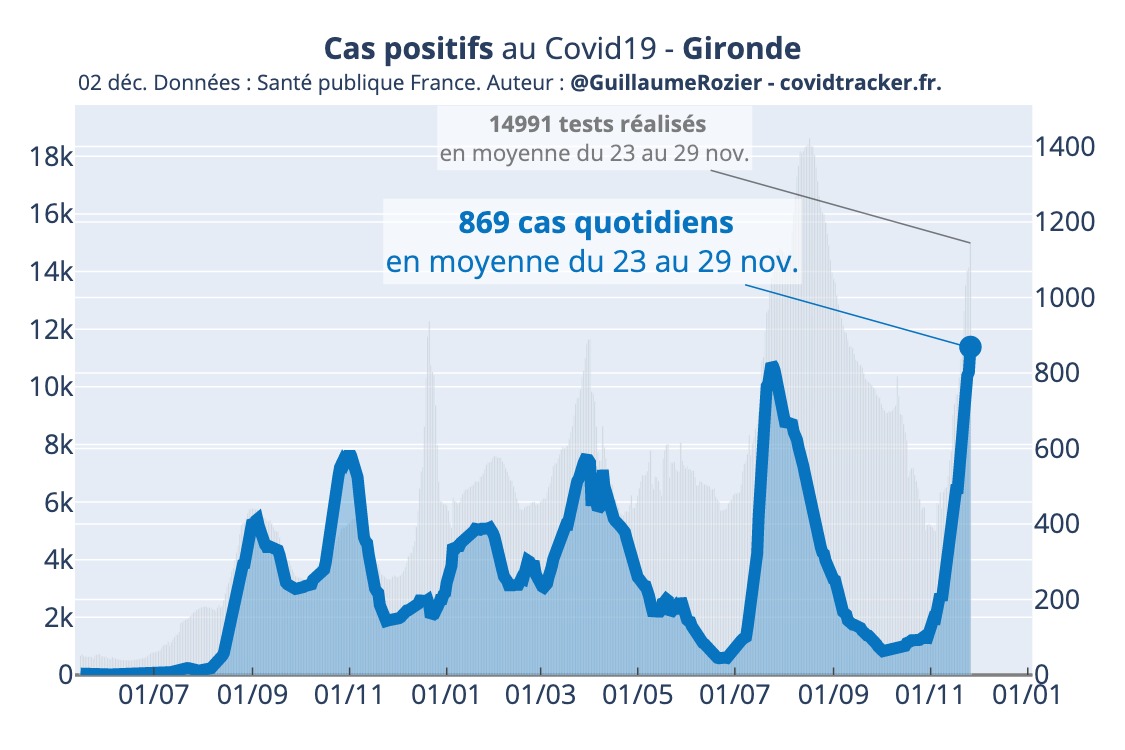 Cas positifs au Covid19 - Gironde
02 déc. Données : Santé publique France. Auteur : @GuillaumeRozier - covidtracker.fr.
14991 tests réalisés
en moyenne du 23 au 29 nov.
869 cas quotidiens
en moyenne du 23 au 29 nov.
18k
16k
14k
12k
10k
8k
6k
4k
2k
0
1400
1200
1000
800
600
400
200
0
01/07 01/09 01/11 01/01 01/03 01/05 01/07 01/09 01/11 01/01